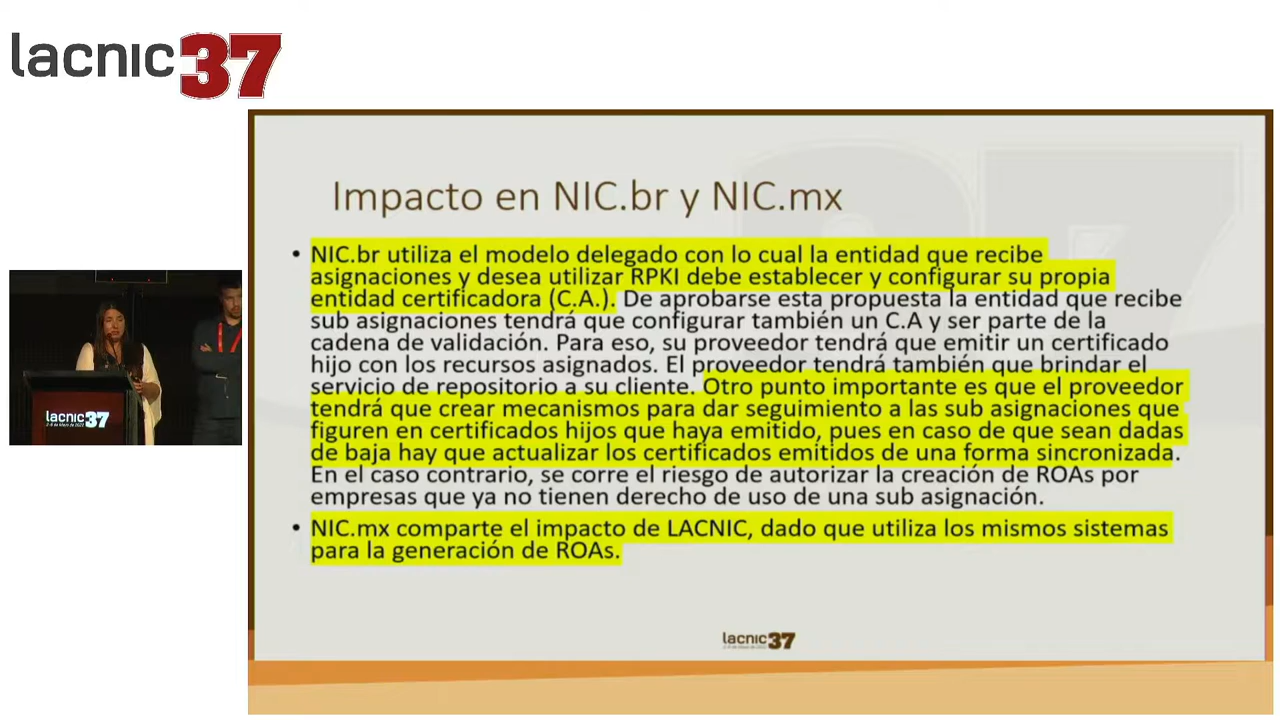 lacnic37
Impacto en NIC.br y NIC.mx
• NIC.br utiliza el modelo delegado con lo cual la entidad que recibe
asignaciones y desea utilizar RPKI debe establecer y configurar su propia
entidad certificadora (C.A.). De aprobarse esta propuesta la entidad que recibe
sub asignaciones tendrá que configurar también un C.A y ser parte de la
cadena de validación. Para eso, su proveedor tendrá que emitir un certificado
hijo con los recursos asignados. El proveedor tendrá también que brindar el
servicio de repositorio a su cliente. Otro punto importante es que el proveedor
tendrá que crear mecanismos para dar seguimiento a las sub asignaciones que
figuren en certificados hijos que haya emitido, pues en caso de que sean dadas
de baja hay que actualizar los certificados emitidos de una forma sincronizada.
En el caso contrario, se corre el riesgo de autorizar la creación de ROAs por
empresas que ya no tienen derecho de uso de una sub asignación.
• NIC.mx comparte el impacto de LACNIC, dado que utiliza los mismos sistemas
para la generación de ROAs.
lacnic37
lacnic37